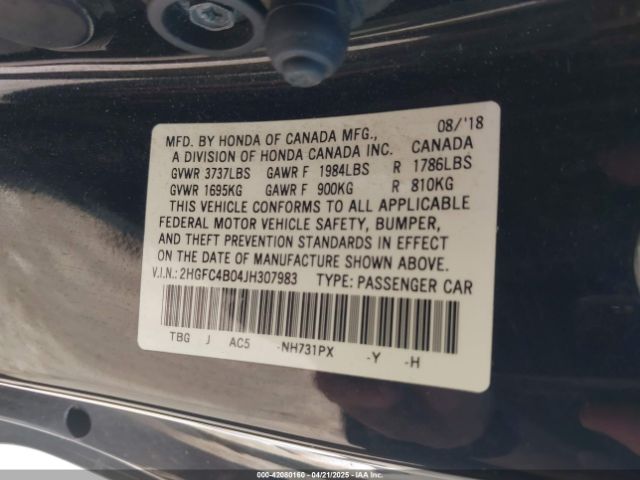 MFD. BY HONDA OF CANADA MFG., 08/'18
A DIVISION OF HONDA CANADA INC. CANADA
GVWR 3737LBS GAWR F 1984LBS R 1786LBS
GVWR 1695KG GAWR F 900KG R 810KG
THIS VEHICLE CONFORMS TO ALL APPLICABLE
FEDERAL MOTOR VEHICLE SAFETY, BUMPER,
AND THEFT PREVENTION STANDARDS IN EFFECT
ON THE DATE OF MANUFACTURE SHOWN ABOVE.
V.I.N.: 2HGFC4B04JH307983 TYPE: PASSENGER CAR
TBG J AC5 -NH731PX -Y -H
000-42080160 - 04/21/2025 - IAA Inc.